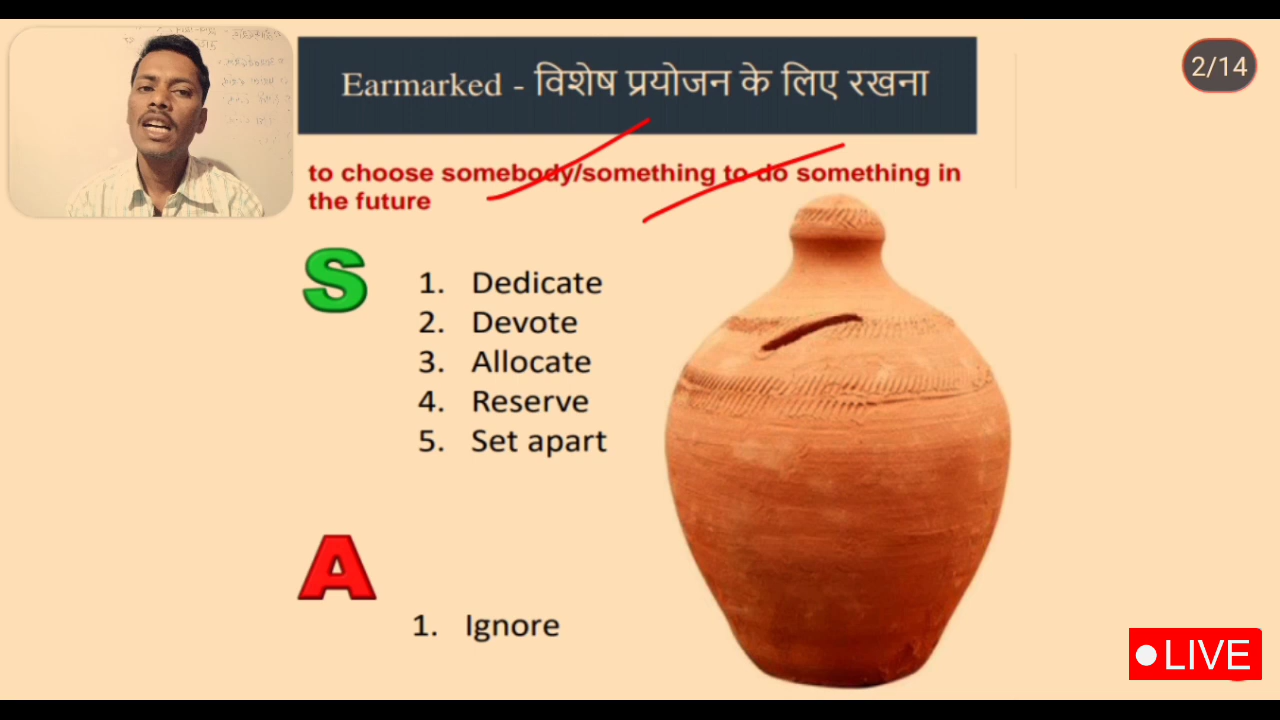 Earmarked - विशेष प्रयोजन के लिए रखना
2/14
to choose somebody/something to do something in
the future
S
1. Dedicate
2. Devote
3. Allocate
4. Reserve
5. Set apart
A
1. Ignore
LIVE